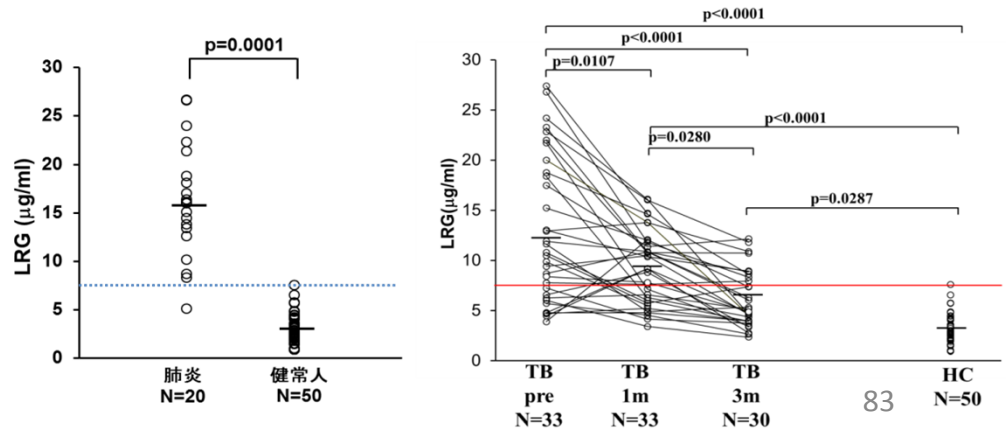 p=0.0001
30
25
20
15
10
5
0
LRG (μg/ml)
肺炎
N=20
健常人
N=50
p<0.0001
p<0.0001
p=0.0107
p<0.0001
p=0.0280
p=0.0287
30
25
20
15
10
5
0
LRG(μg/ml)
TB
pre
N=33
TB
1m
N=33
TB
3m
N=30
HC
N=50
83